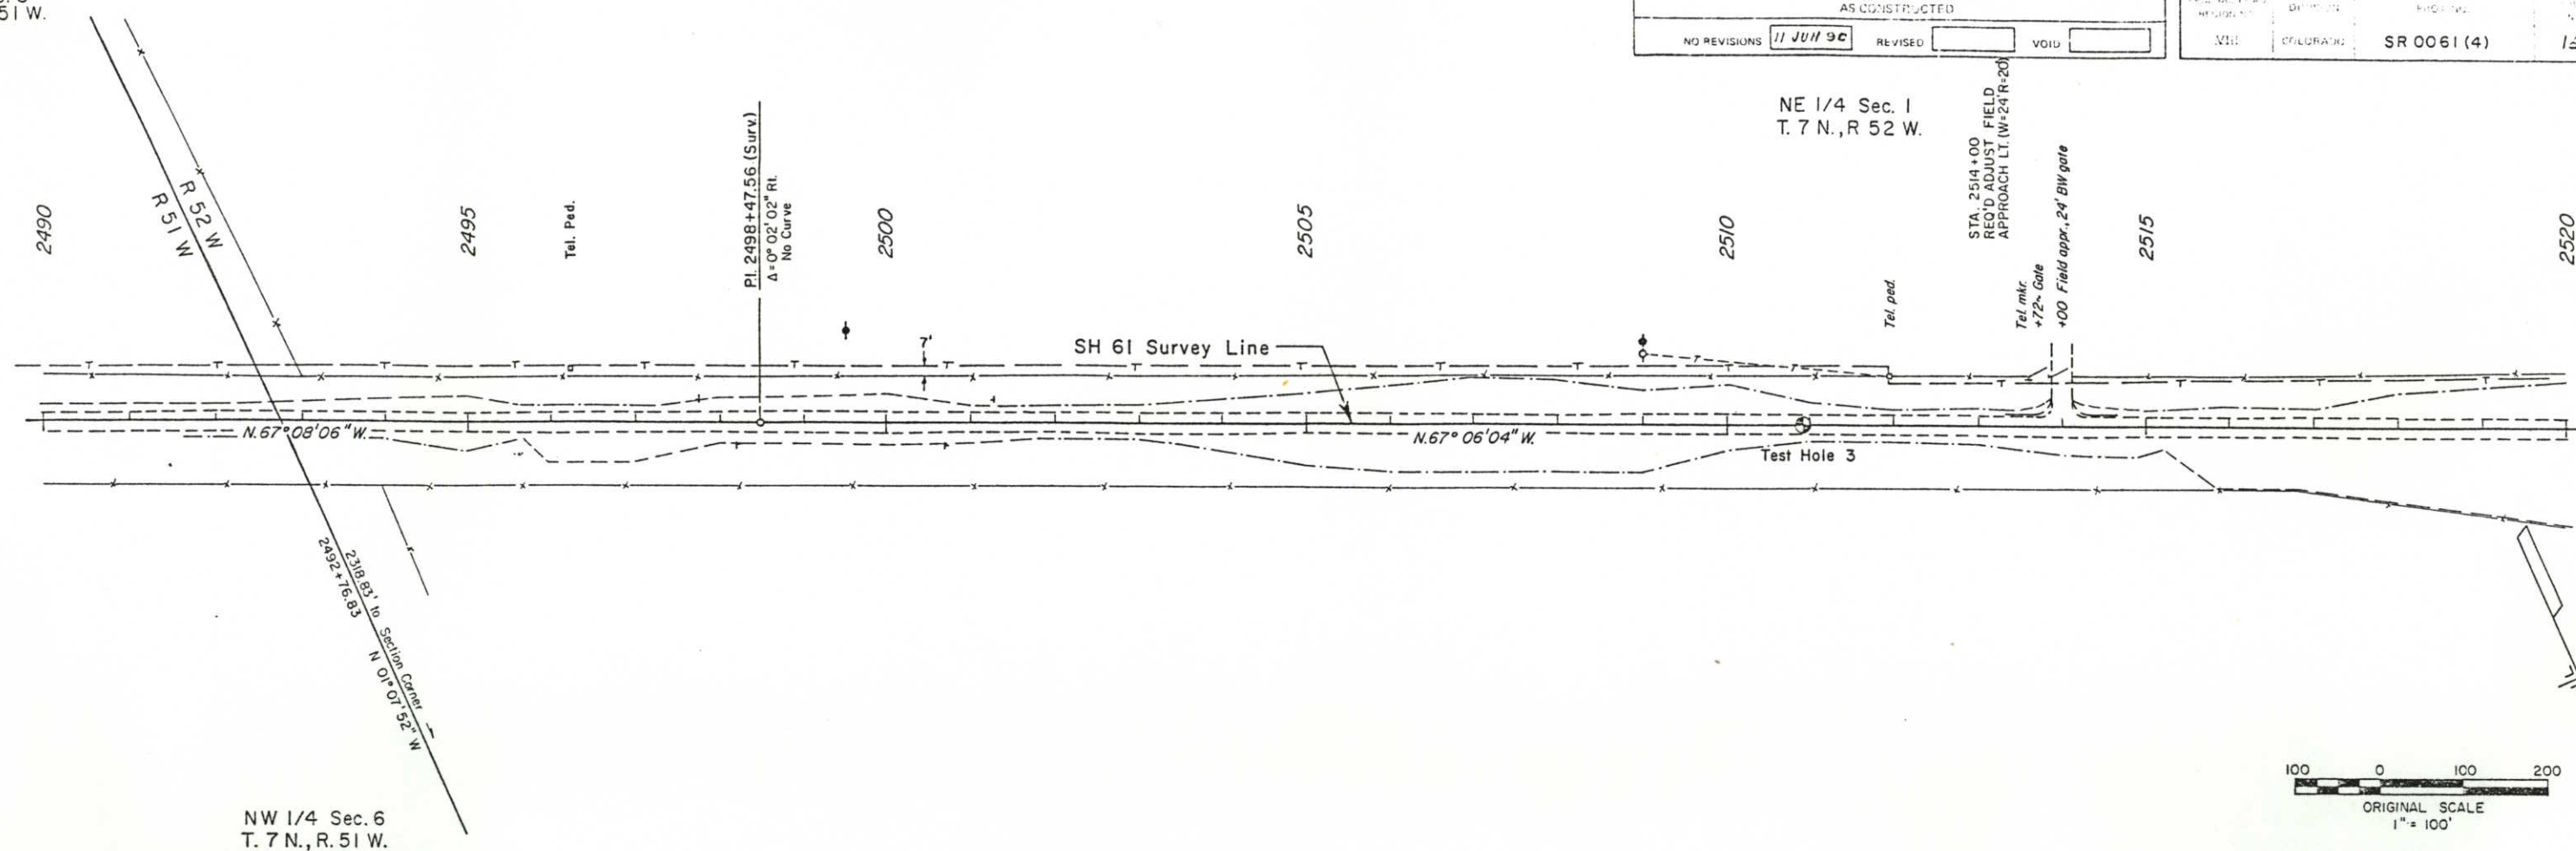 51 W.
AS CONSTRUCTED
NO REVISIONS 11 JUN 90 REVISED VOID
REGION DIVISION PROJ. NO.
VIII COLORADO SR 0061 (4)
NE 1/4 Sec. 1
T. 7 N., R 52 W.
STA. 2514+00
REQ'D ADJUST FIELD
APPROACH LT. (W=24'R=20)
R 52 W
R 51 W
2490
2495
Tel. Ped.
P.I. 2498+47.56 (Surv.)
Δ=0° 02' 02" Rt.
No Curve
2500
2505
2510
2515
2520
Tel. ped.
Tel. mkr.
+72~ Gate
+00 Field appr., 24' BW gate
7'
SH 61 Survey Line
N.67° 08'06" W.
N.67° 06'04" W.
Test Hole 3
2318.83' to Section Corner
2492+76.83
N 01° 07' 52" W
NW 1/4 Sec. 6
T. 7 N., R. 51 W.
100 0 100 200
ORIGINAL SCALE
1" = 100'